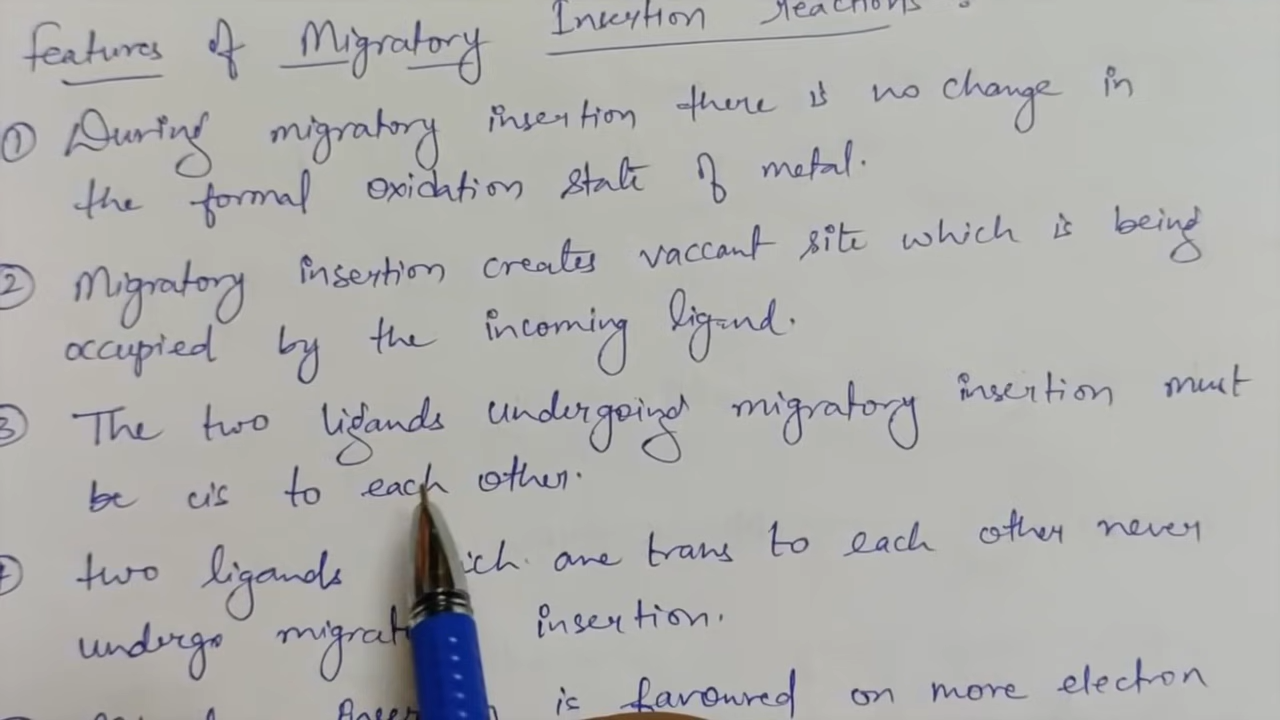 features of Migratory Insertion reactions :
① During migratory insertion there is no change in
the formal oxidation state of metal.
② Migratory insertion creates vaccant site which is being
occupied by the incoming ligand.
③ The two ligands undergoing migratory insertion must
be cis to each other.
two ligands are trans to each other never
undergo insertion.
is favoured on more electron